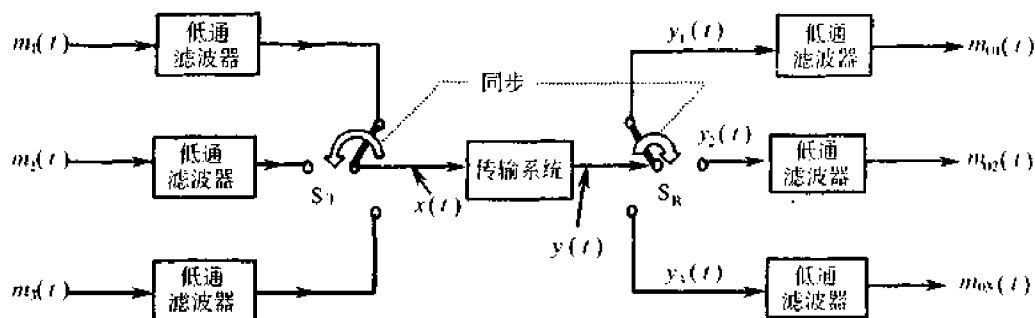 m₁(t)
低通
滤波器
y₁(t)
低通
滤波器
m₀₁(t)
同步
m₂(t)
低通
滤波器
S_T
x(t)
传输系统
y(t)
S_R
y₂(t)
低通
滤波器
m₀₂(t)
m₃(t)
低通
滤波器
y₃(t)
低通
滤波器
m₀₃(t)